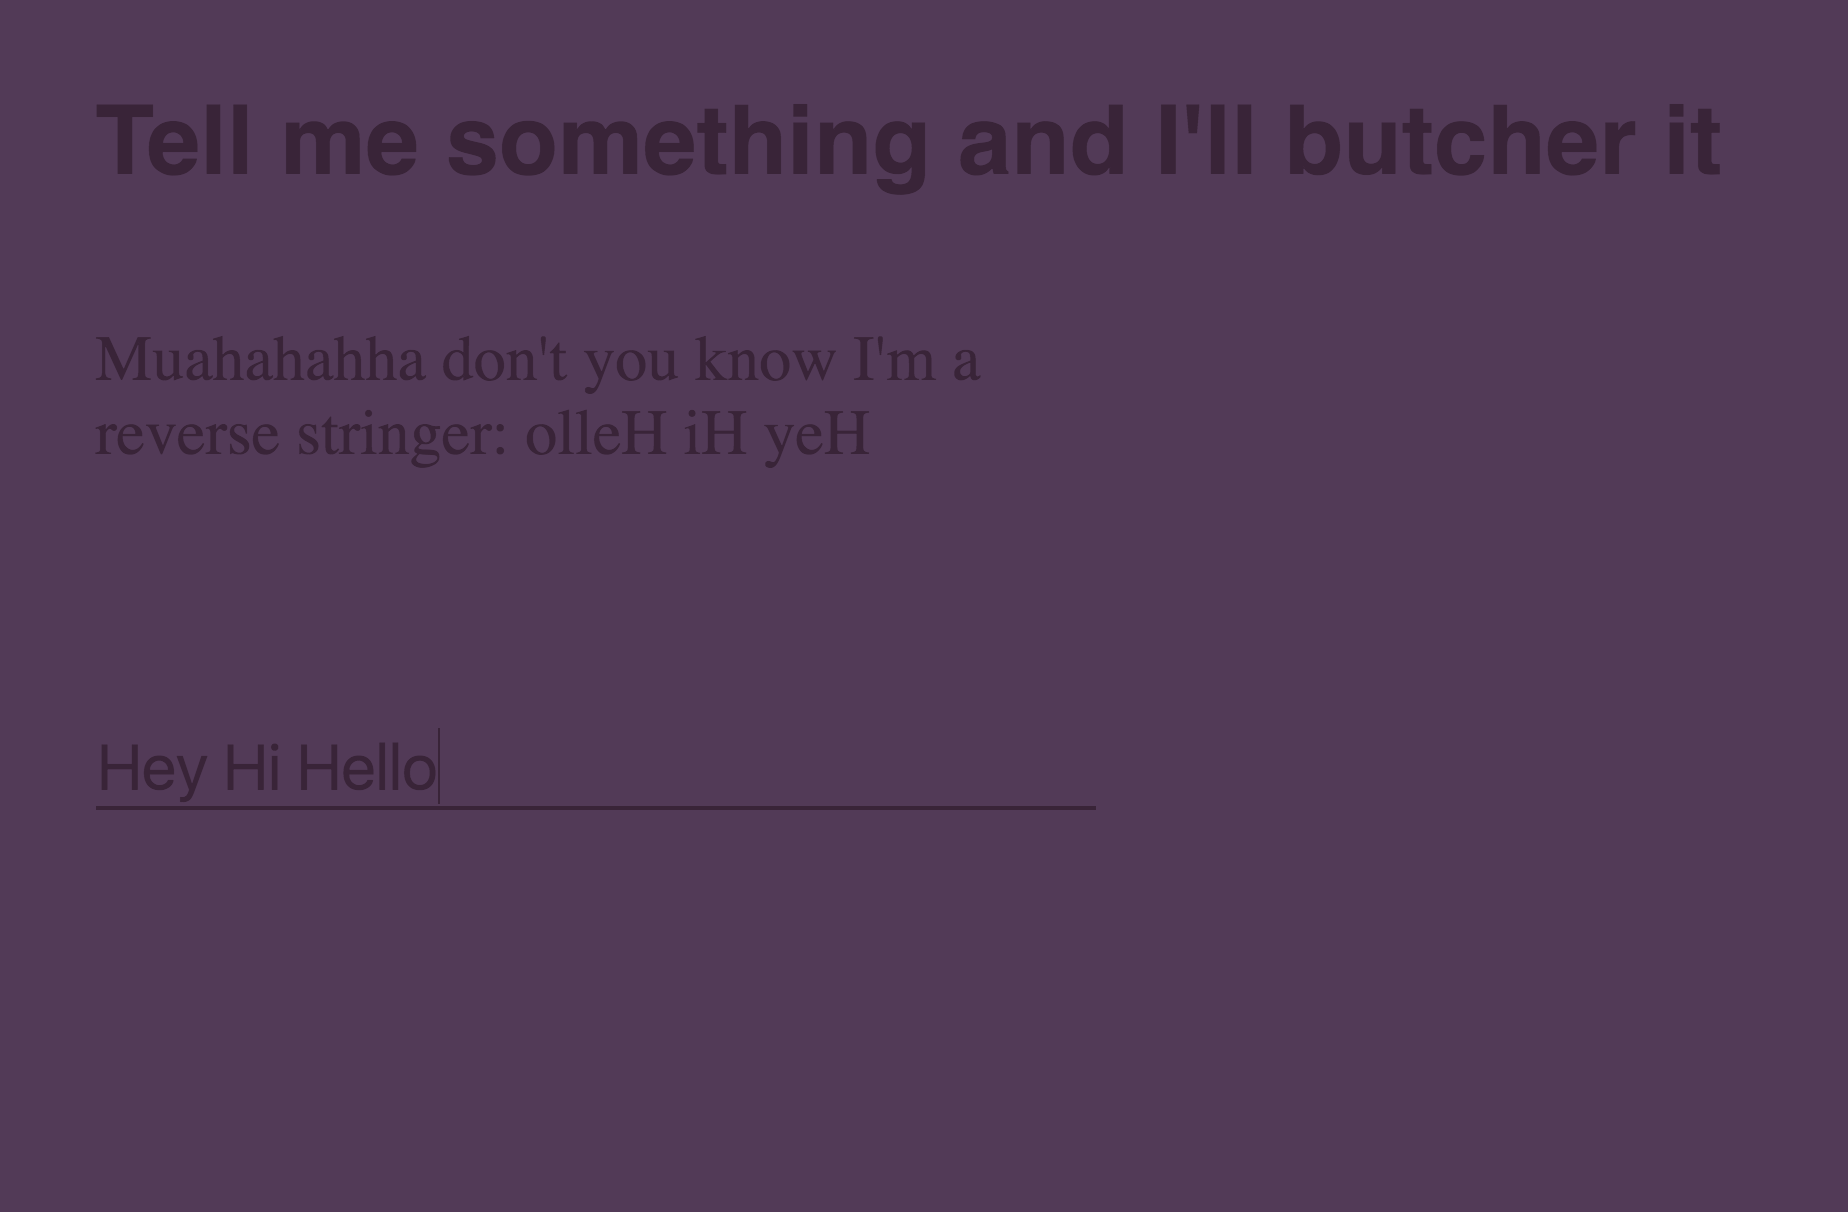 Tell me something and I'll butcher it
Muahahahha don't you know I'm a
reverse stringer: olleH iH yeH
Hey Hi Hello